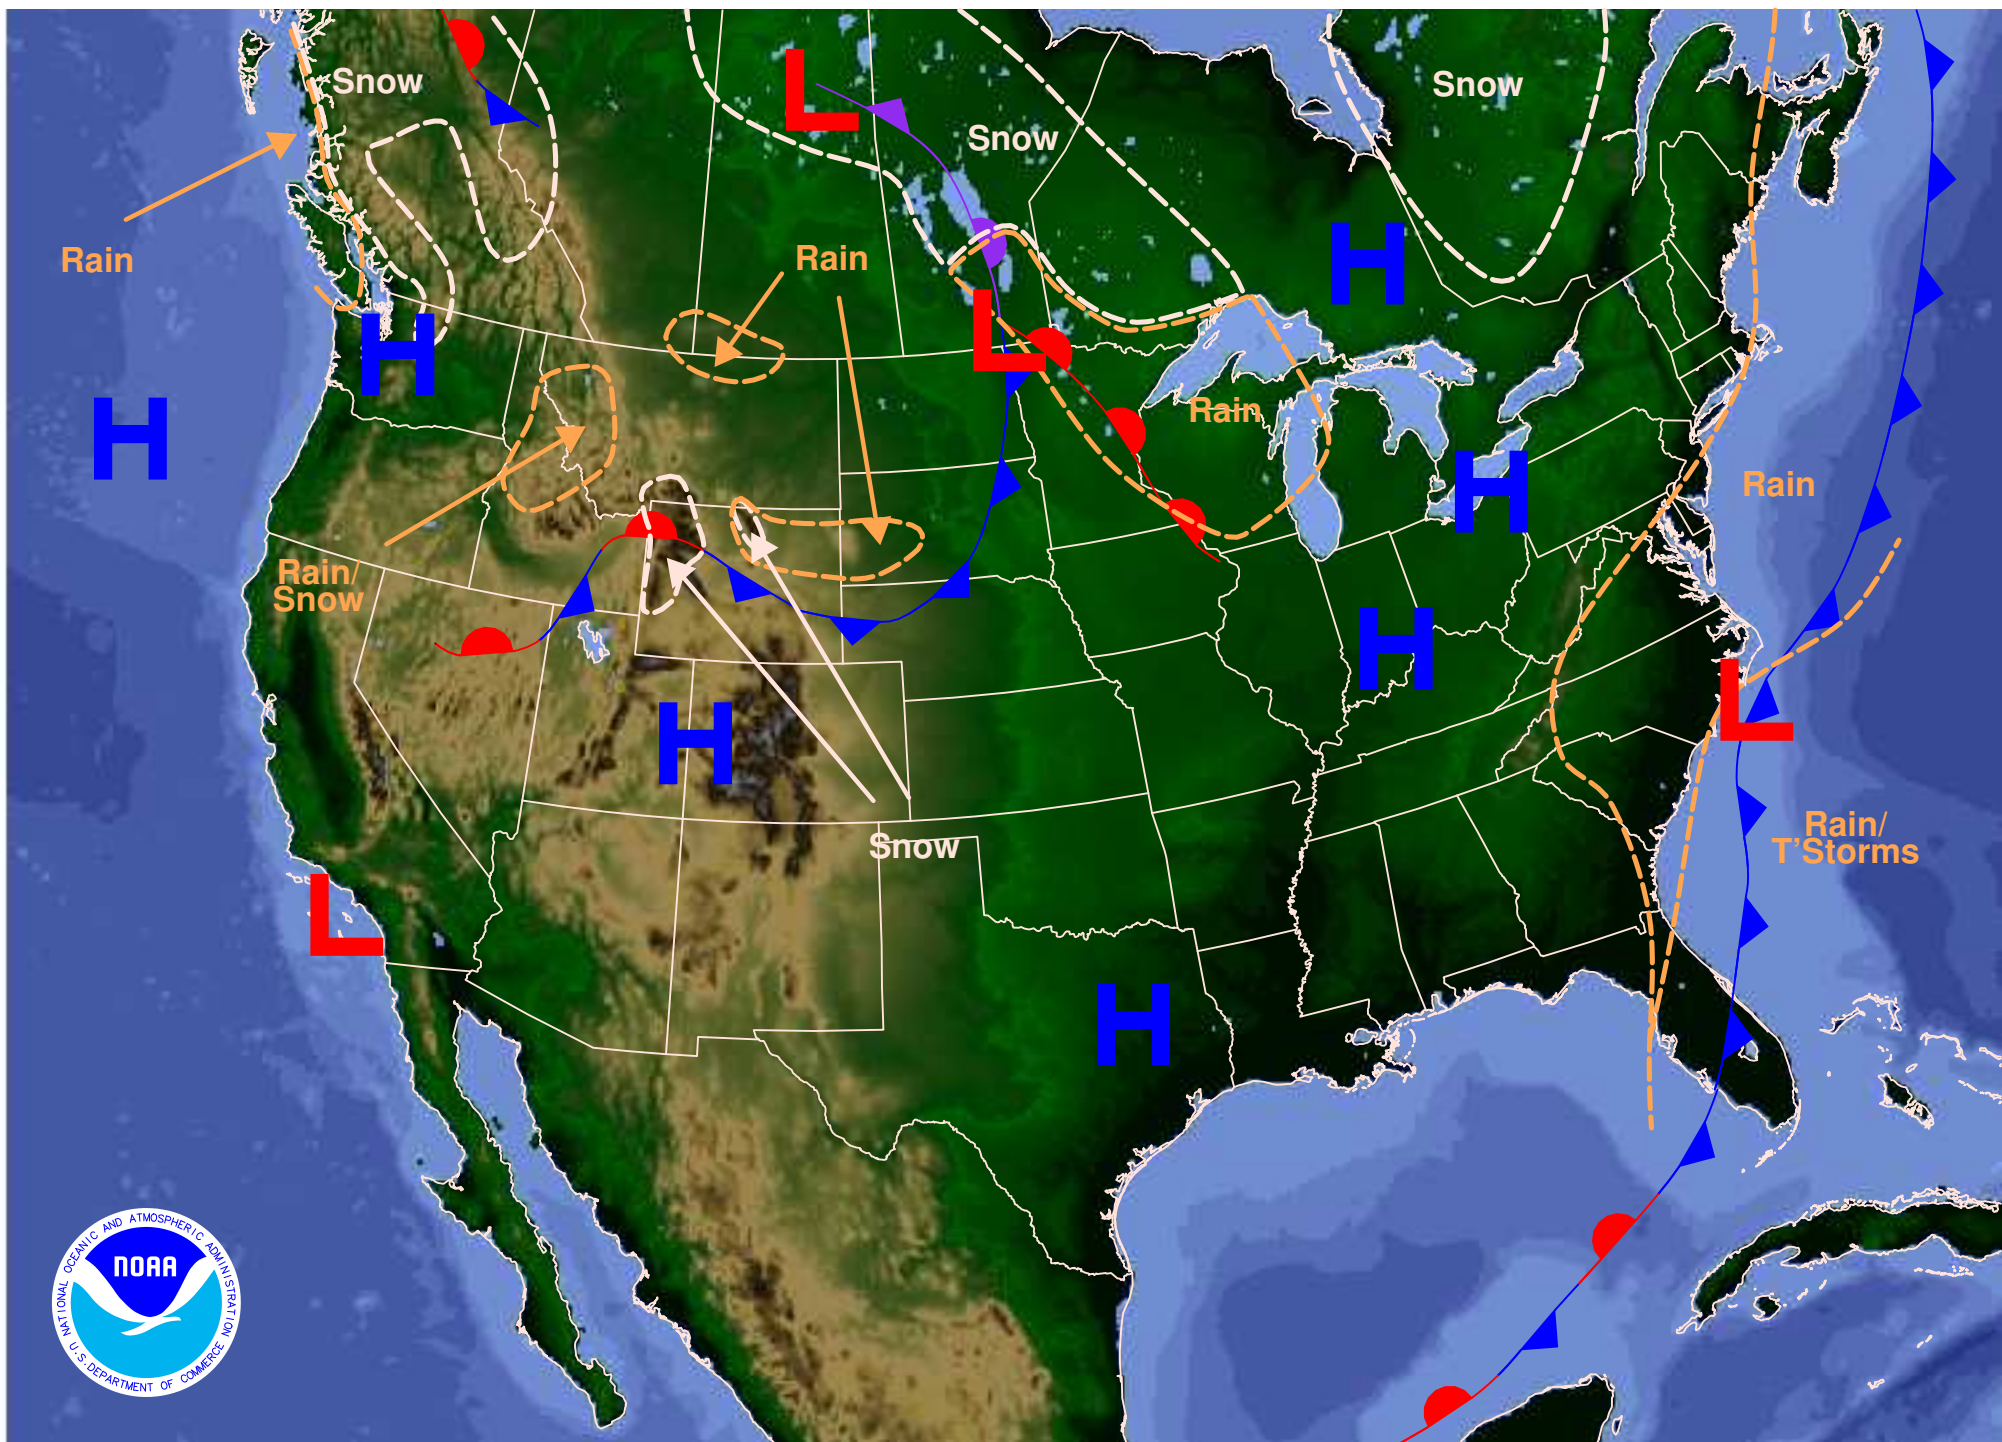 Snow
Snow
Snow
L
Rain
Rain
H
H
L
H
Rain
H
H
Rain
Rain/
Snow
H
L
H
Rain/
T'Storms
Snow
L
H
NATIONAL OCEANIC AND ATMOSPHERIC ADMINISTRATION
NOAA
U.S. DEPARTMENT OF COMMERCE